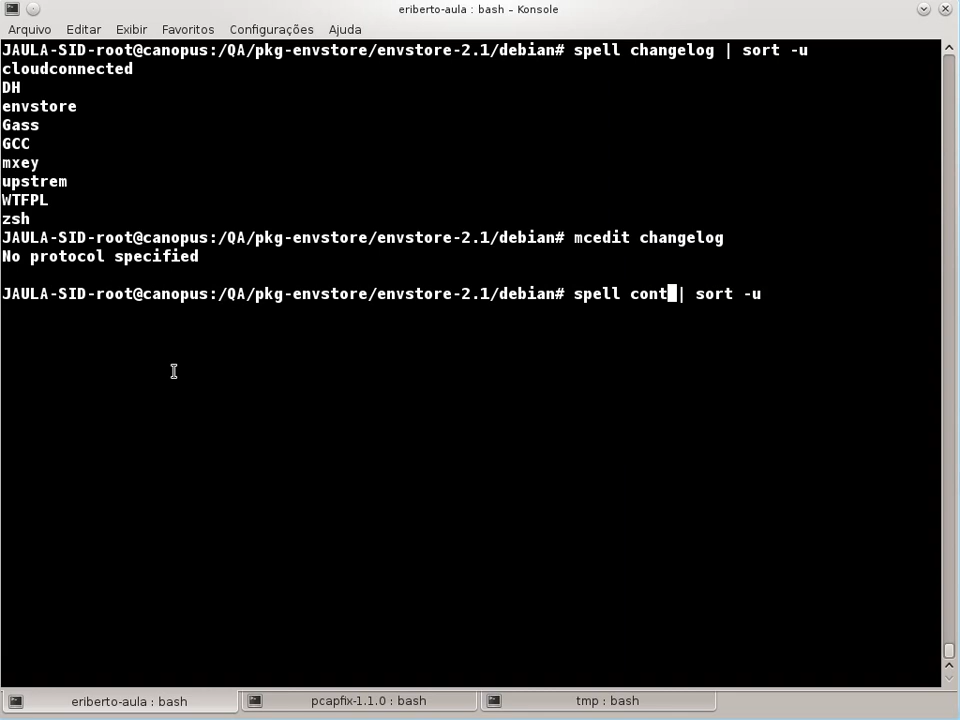 eriberto-aula : bash – Konsole
Arquivo Editar Exibir Favoritos Configurações Ajuda
JAULA-SID-root@canopus:/QA/pkg-envstore/envstore-2.1/debian# spell changelog | sort -u
cloudconnected
DH
envstore
Gass
GCC
mxey
upstrem
WTFPL
zsh
JAULA-SID-root@canopus:/QA/pkg-envstore/envstore-2.1/debian# mcedit changelog
No protocol specified
JAULA-SID-root@canopus:/QA/pkg-envstore/envstore-2.1/debian# spell cont | sort -u
eriberto-aula : bash pcapfix-1.1.0 : bash tmp : bash